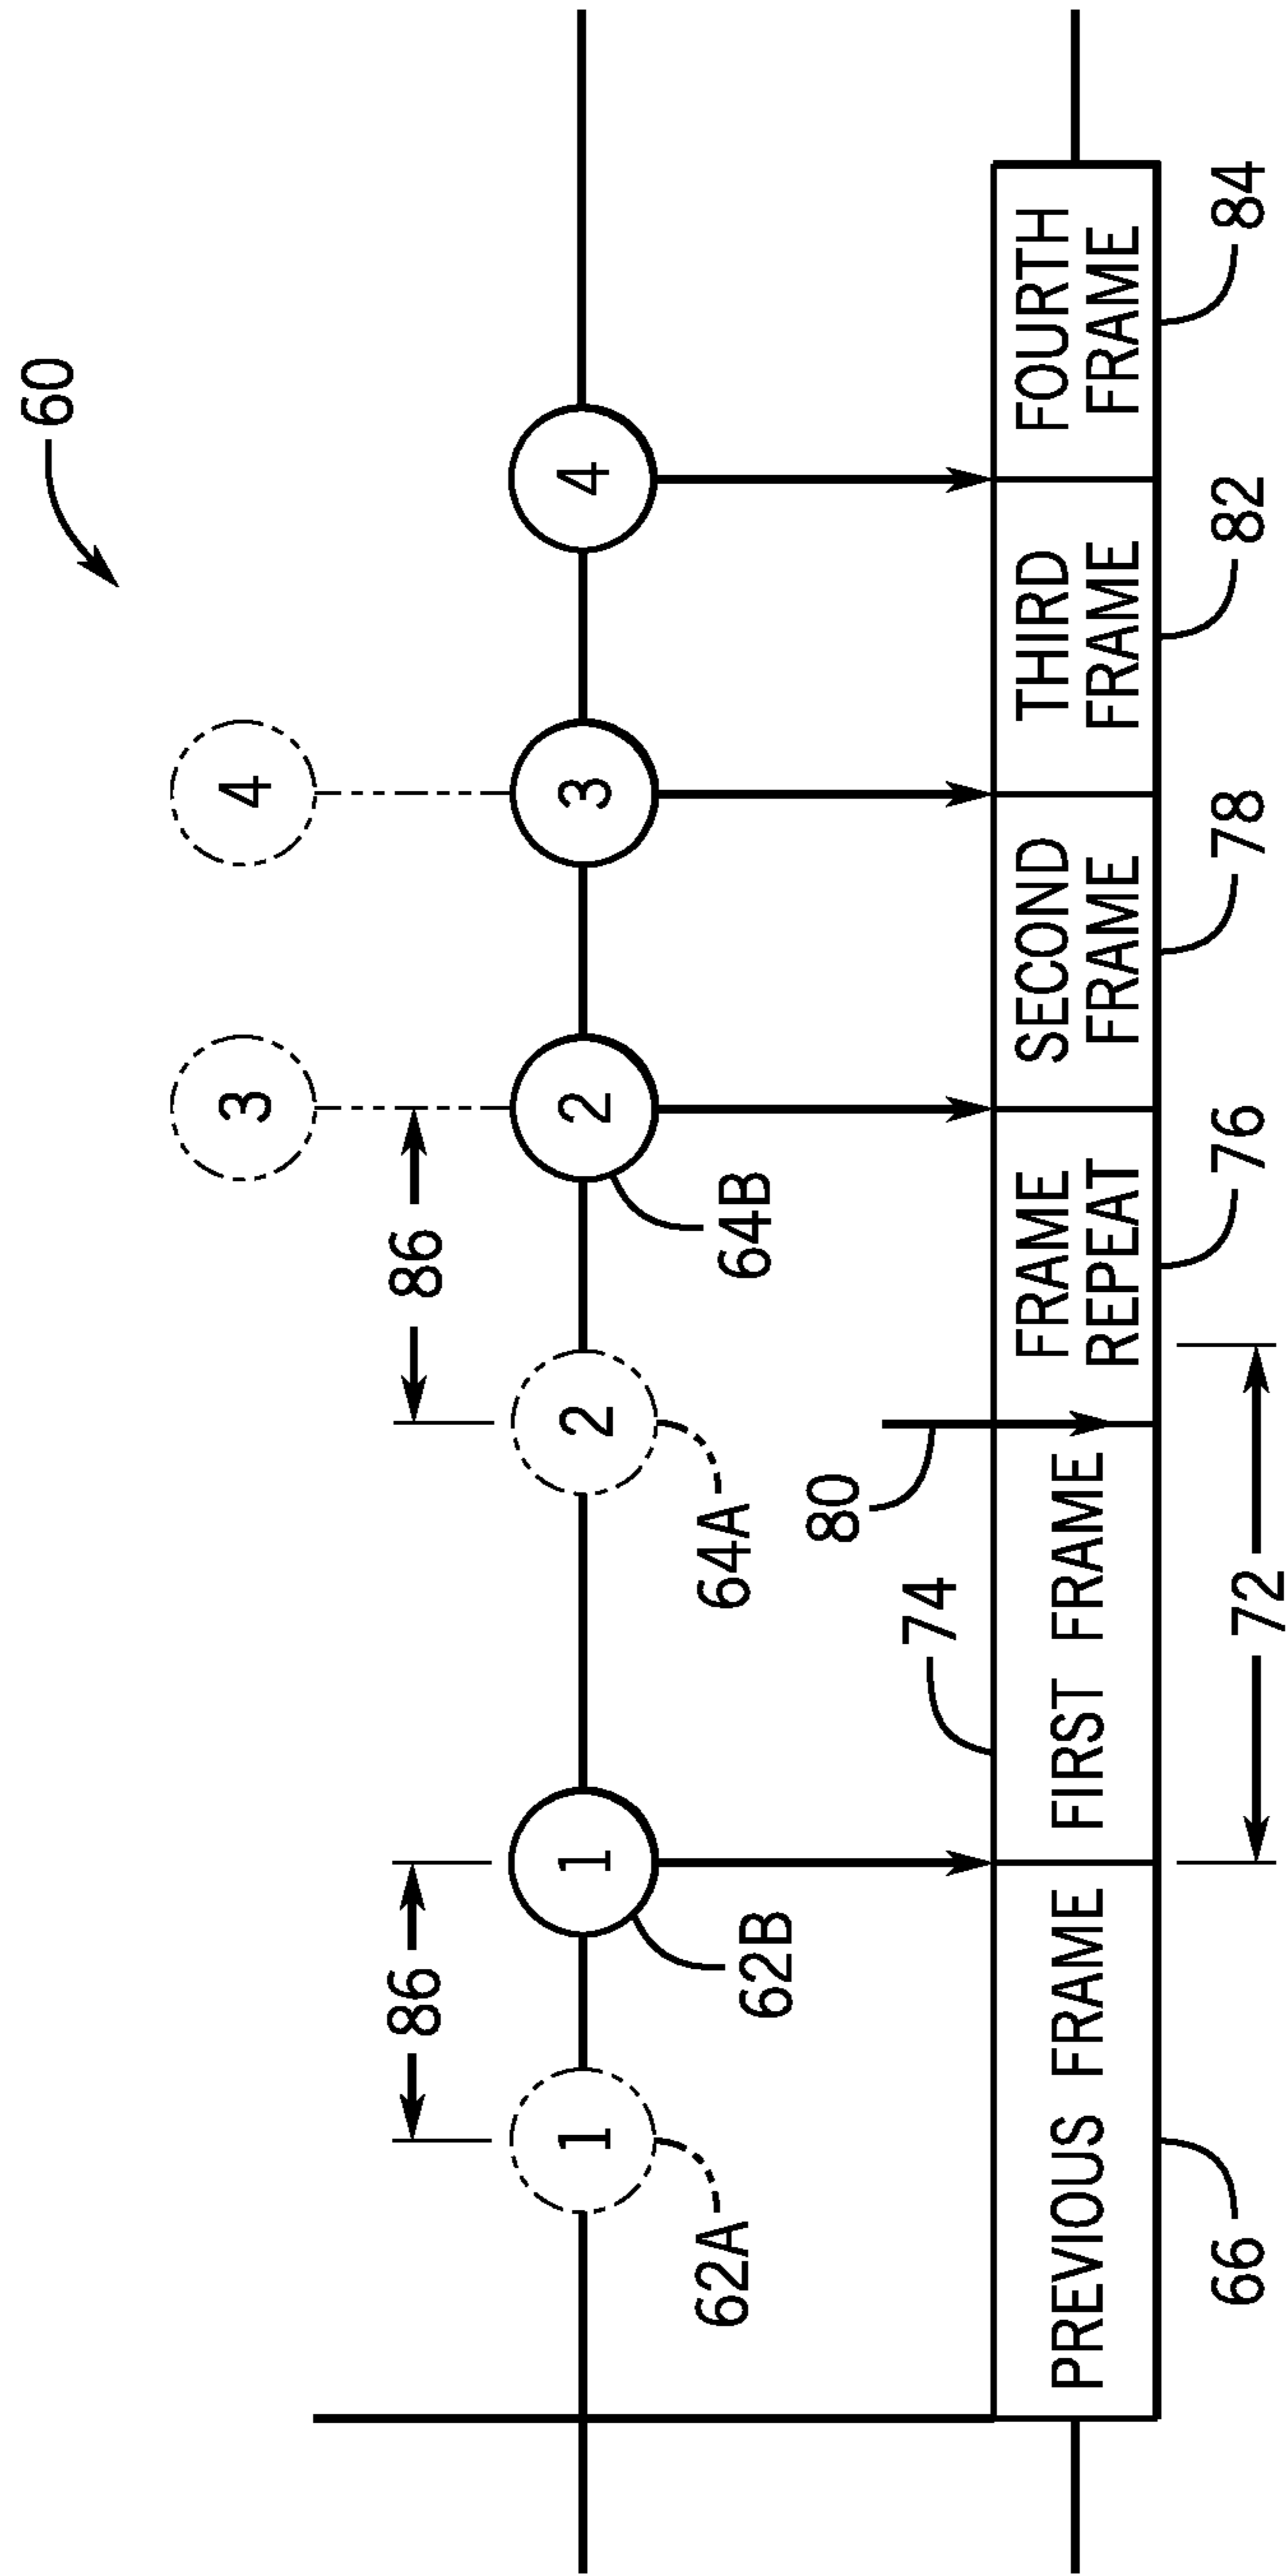 60
3
4
86
86
1
1
2
2
3
4
62A
62B
64A
64B
80
74
PREVIOUS FRAME
FIRST FRAME
FRAME
REPEAT
SECOND
FRAME
THIRD
FRAME
FOURTH
FRAME
66
72
76
78
82
84